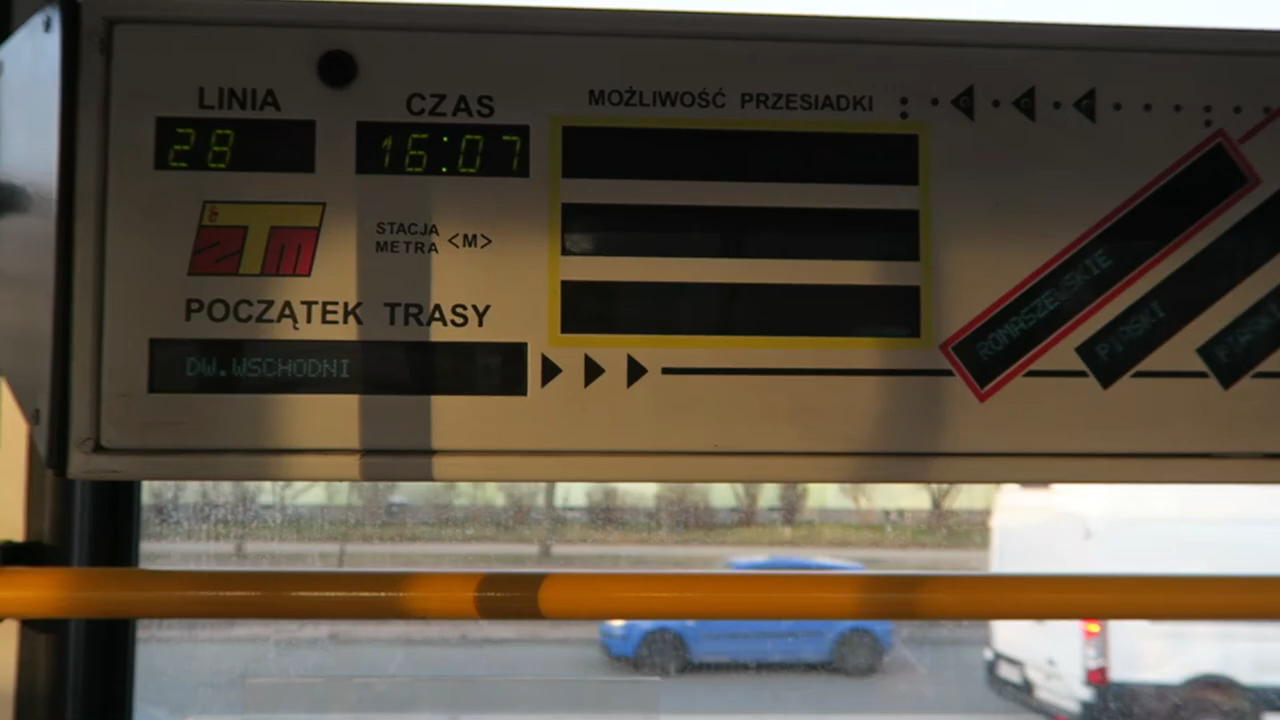 LINIA
CZAS
MOŻLIWOŚĆ PRZESIADKI
28
16:07
ZTM
STACJA METRA <M>
POCZĄTEK TRASY
DW.WSCHODNI
ROMASZEWSKIE
PIASKI